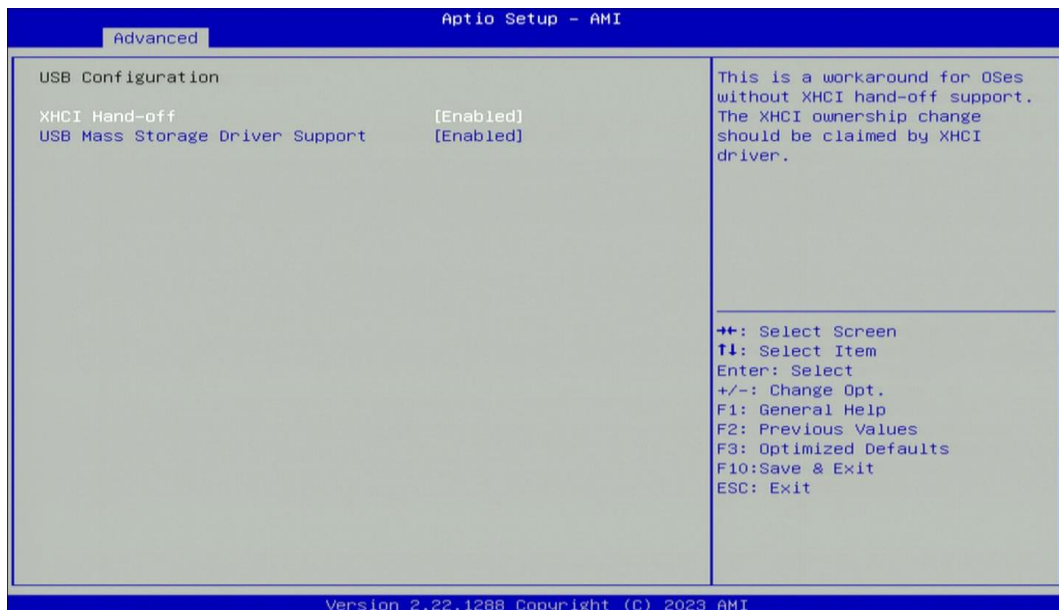 Aptio Setup – AMI
Advanced
USB Configuration
XHCI Hand-off [Enabled]
USB Mass Storage Driver Support [Enabled]
This is a workaround for OSes
without XHCI hand-off support.
The XHCI ownership change
should be claimed by XHCI
driver.
→←: Select Screen
↑↓: Select Item
Enter: Select
+/-: Change Opt.
F1: General Help
F2: Previous Values
F3: Optimized Defaults
F10:Save & Exit
ESC: Exit
Version 2.22.1288 Copyright (C) 2023 AMI